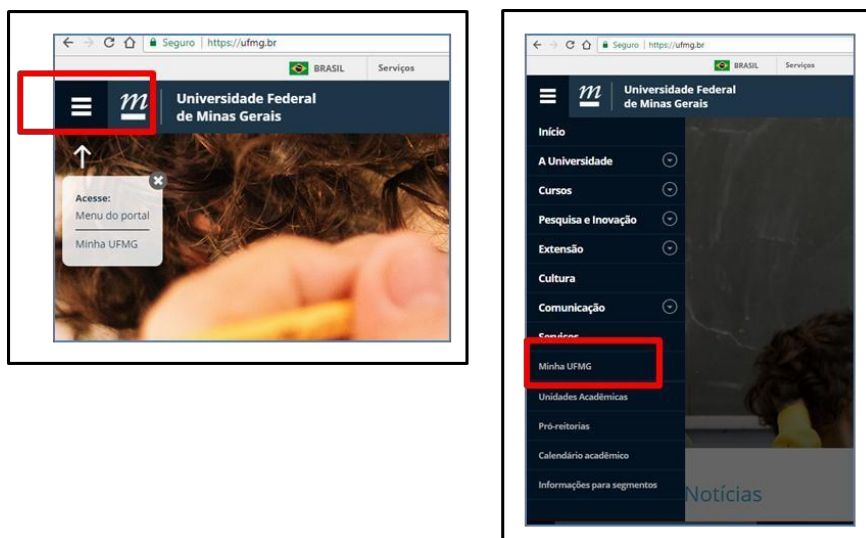 Seguro | https://ufmg.br
BRASIL Serviços
m Universidade Federal
de Minas Gerais
Acesse:
Menu do portal
Minha UFMG
Seguro | https://ufmg.br
BRASIL Serviços
m Universidade Federal
de Minas Gerais
Início
A Universidade
Cursos
Pesquisa e Inovação
Extensão
Cultura
Comunicação
Serviços
Minha UFMG
Unidades Acadêmicas
Pró-reitorias
Calendário acadêmico
Informações para segmentos
Notícias